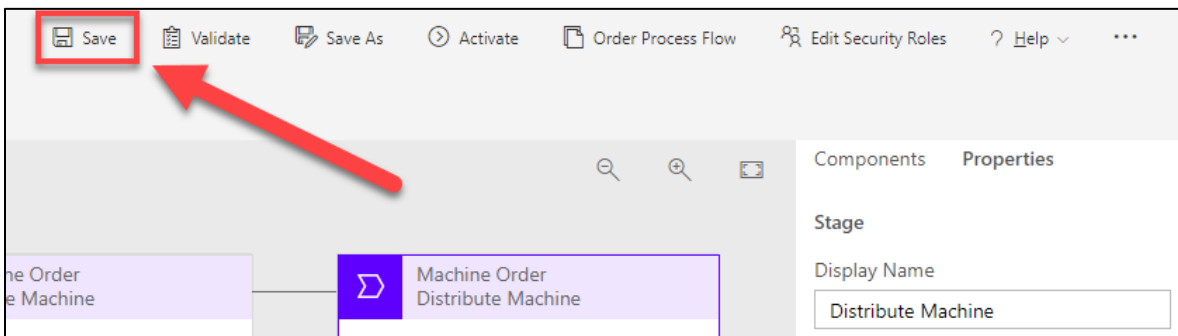 Save Validate Save As Activate Order Process Flow Edit Security Roles ? Help ...
Components Properties
Stage
ne Order
e Machine
Machine Order
Distribute Machine
Display Name
Distribute Machine